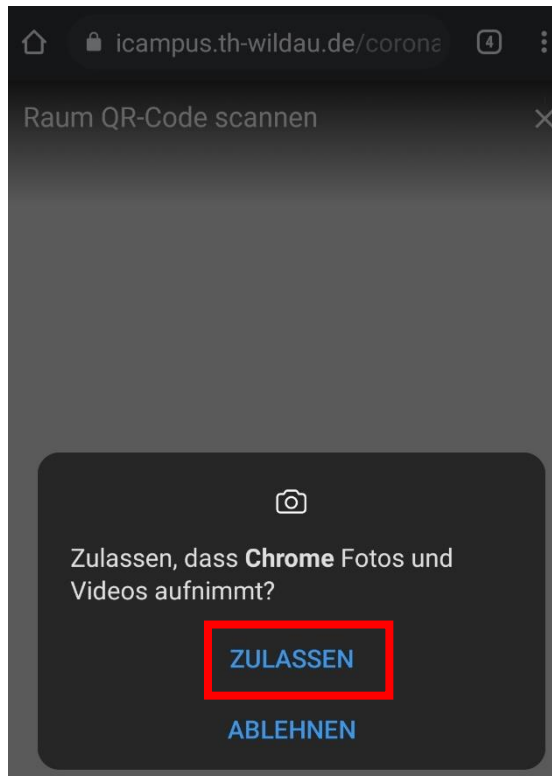 icampus.th-wildau.de/corona 4
Raum QR-Code scannen
Zulassen, dass Chrome Fotos und
Videos aufnimmt?
ZULASSEN
ABLEHNEN